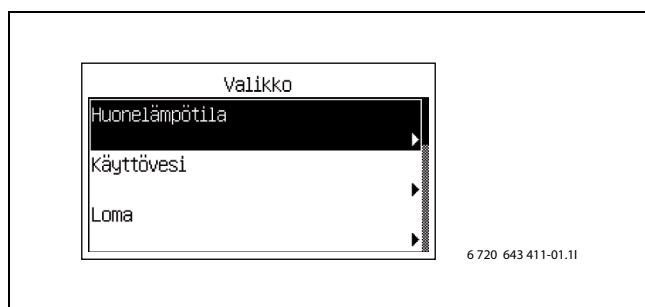 Valikko
Huonelämpötila
Käyttövesi
Loma
6 720 643 411-01.1I